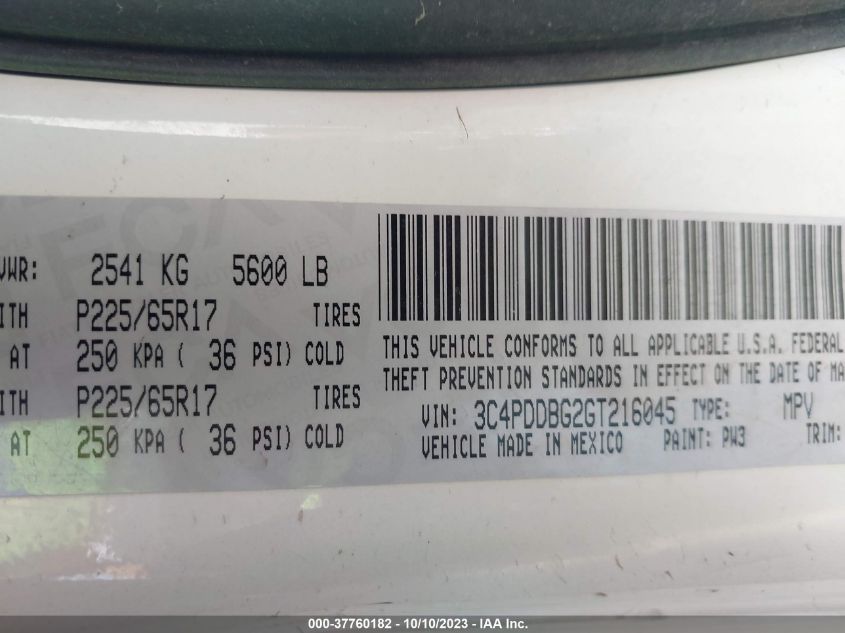 VWR: 2541 KG 5600 LB
ITH P225/65R17 TIRES
AT 250 KPA ( 36 PSI) COLD
ITH P225/65R17 TIRES
AT 250 KPA ( 36 PSI) COLD
THIS VEHICLE CONFORMS TO ALL APPLICABLE U.S.A. FEDERAL
THEFT PREVENTION STANDARDS IN EFFECT ON THE DATE OF MA
VIN: 3C4PDDBG2GT216045 TYPE: MPV
VEHICLE MADE IN MEXICO PAINT: PW3 TRIM:
000-37760182 - 10/10/2023 - IAA Inc.